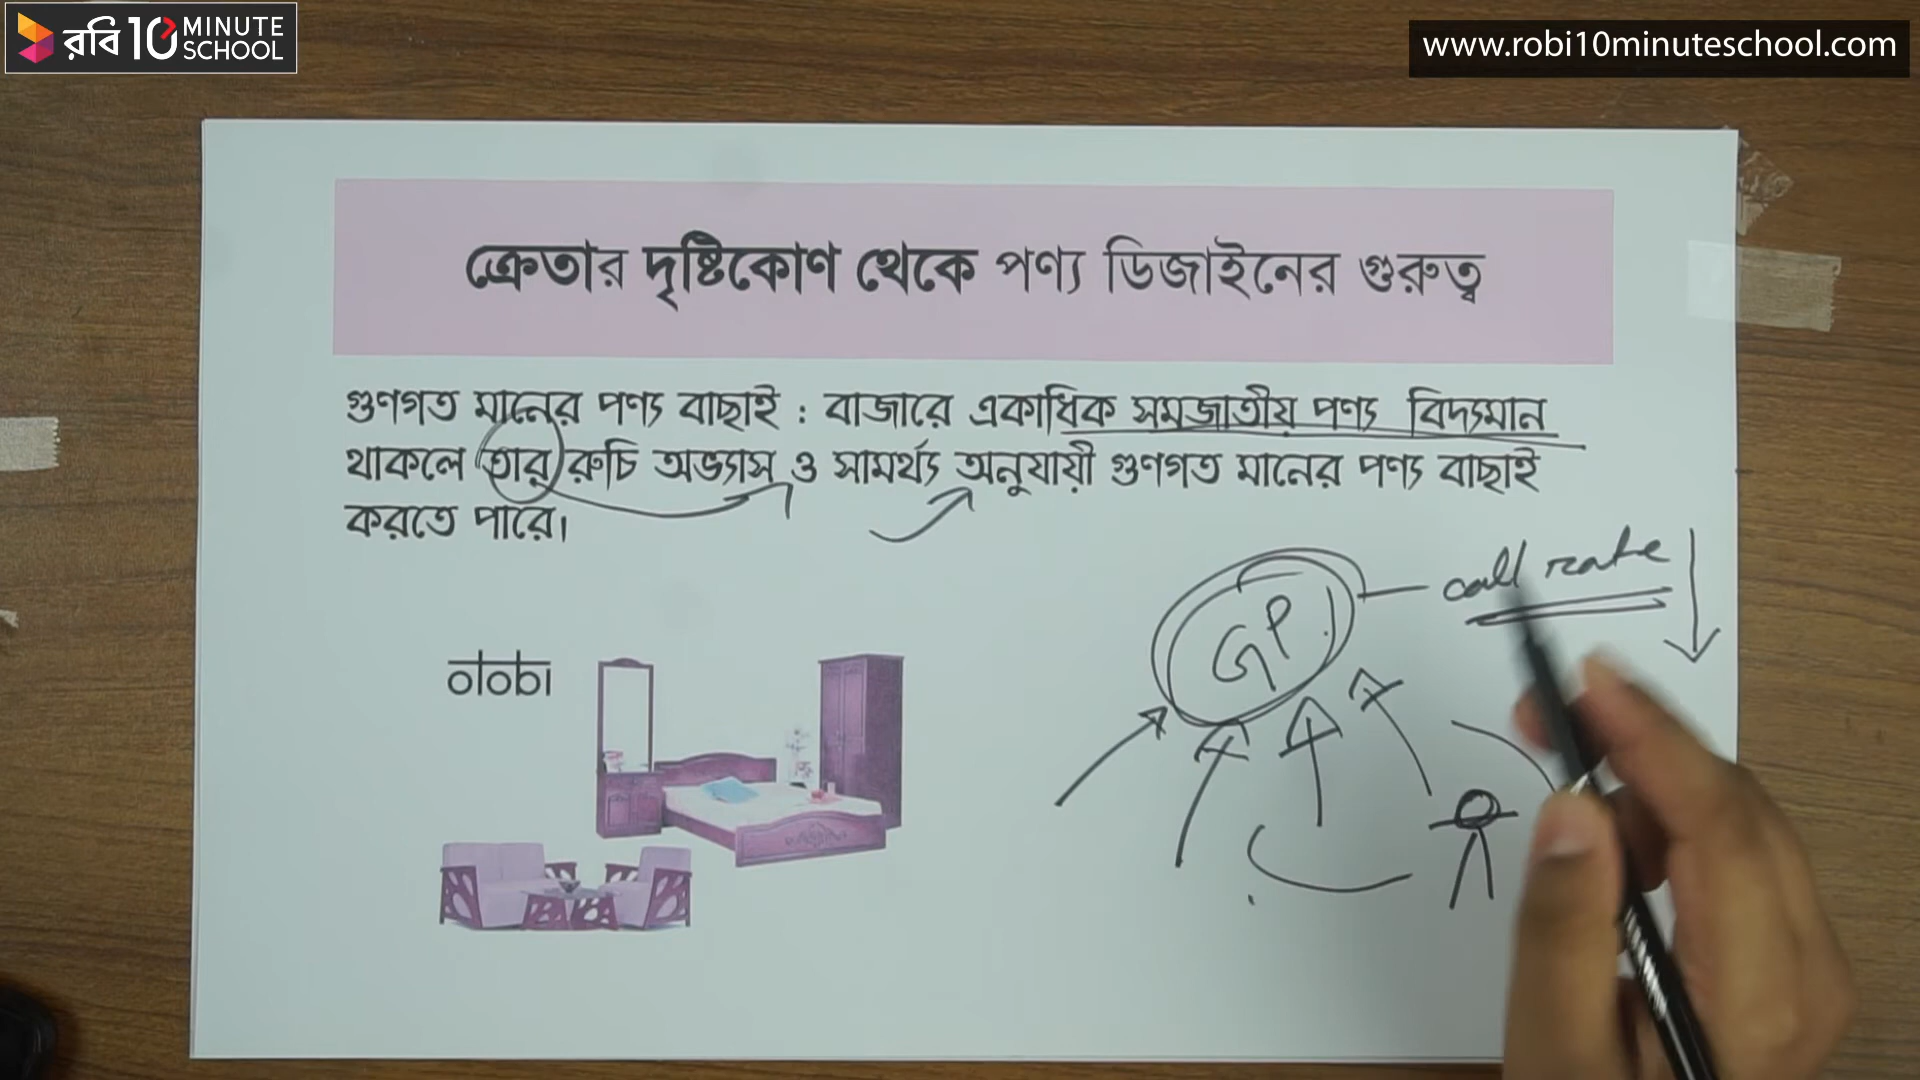 রবি 10 MINUTE SCHOOL
www.robi10minuteschool.com
ক্রেতার দৃষ্টিকোণ থেকে পণ্য ডিজাইনের গুরুত্ব
গুণগত মানের পণ্য বাছাই : বাজারে একাধিক সমজাতীয় পণ্য বিদ্যমান
থাকলে তার রুচি অভ্যাস ও সামর্থ্য অনুযায়ী গুণগত মানের পণ্য বাছাই
করতে পারে।
call rate
GP
otobi